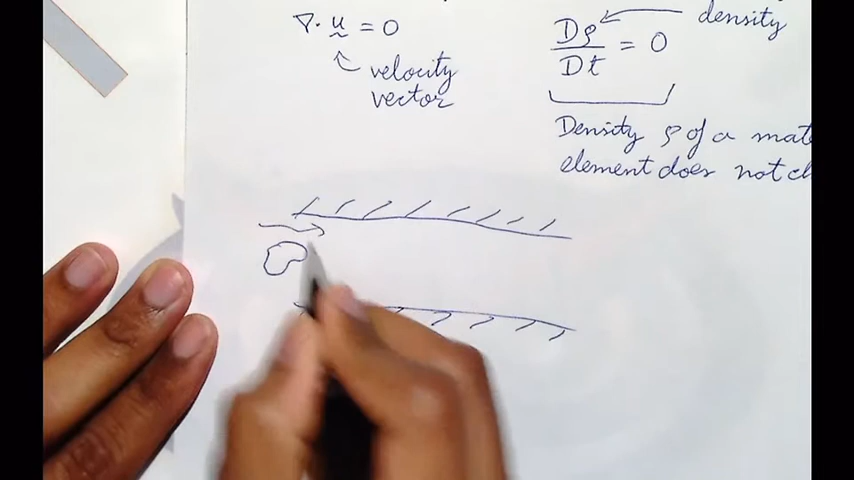 ∇· ṵ = 0
velocity
vector
Dρ/Dt = 0
density
Density ρ of a mat
element does not ch